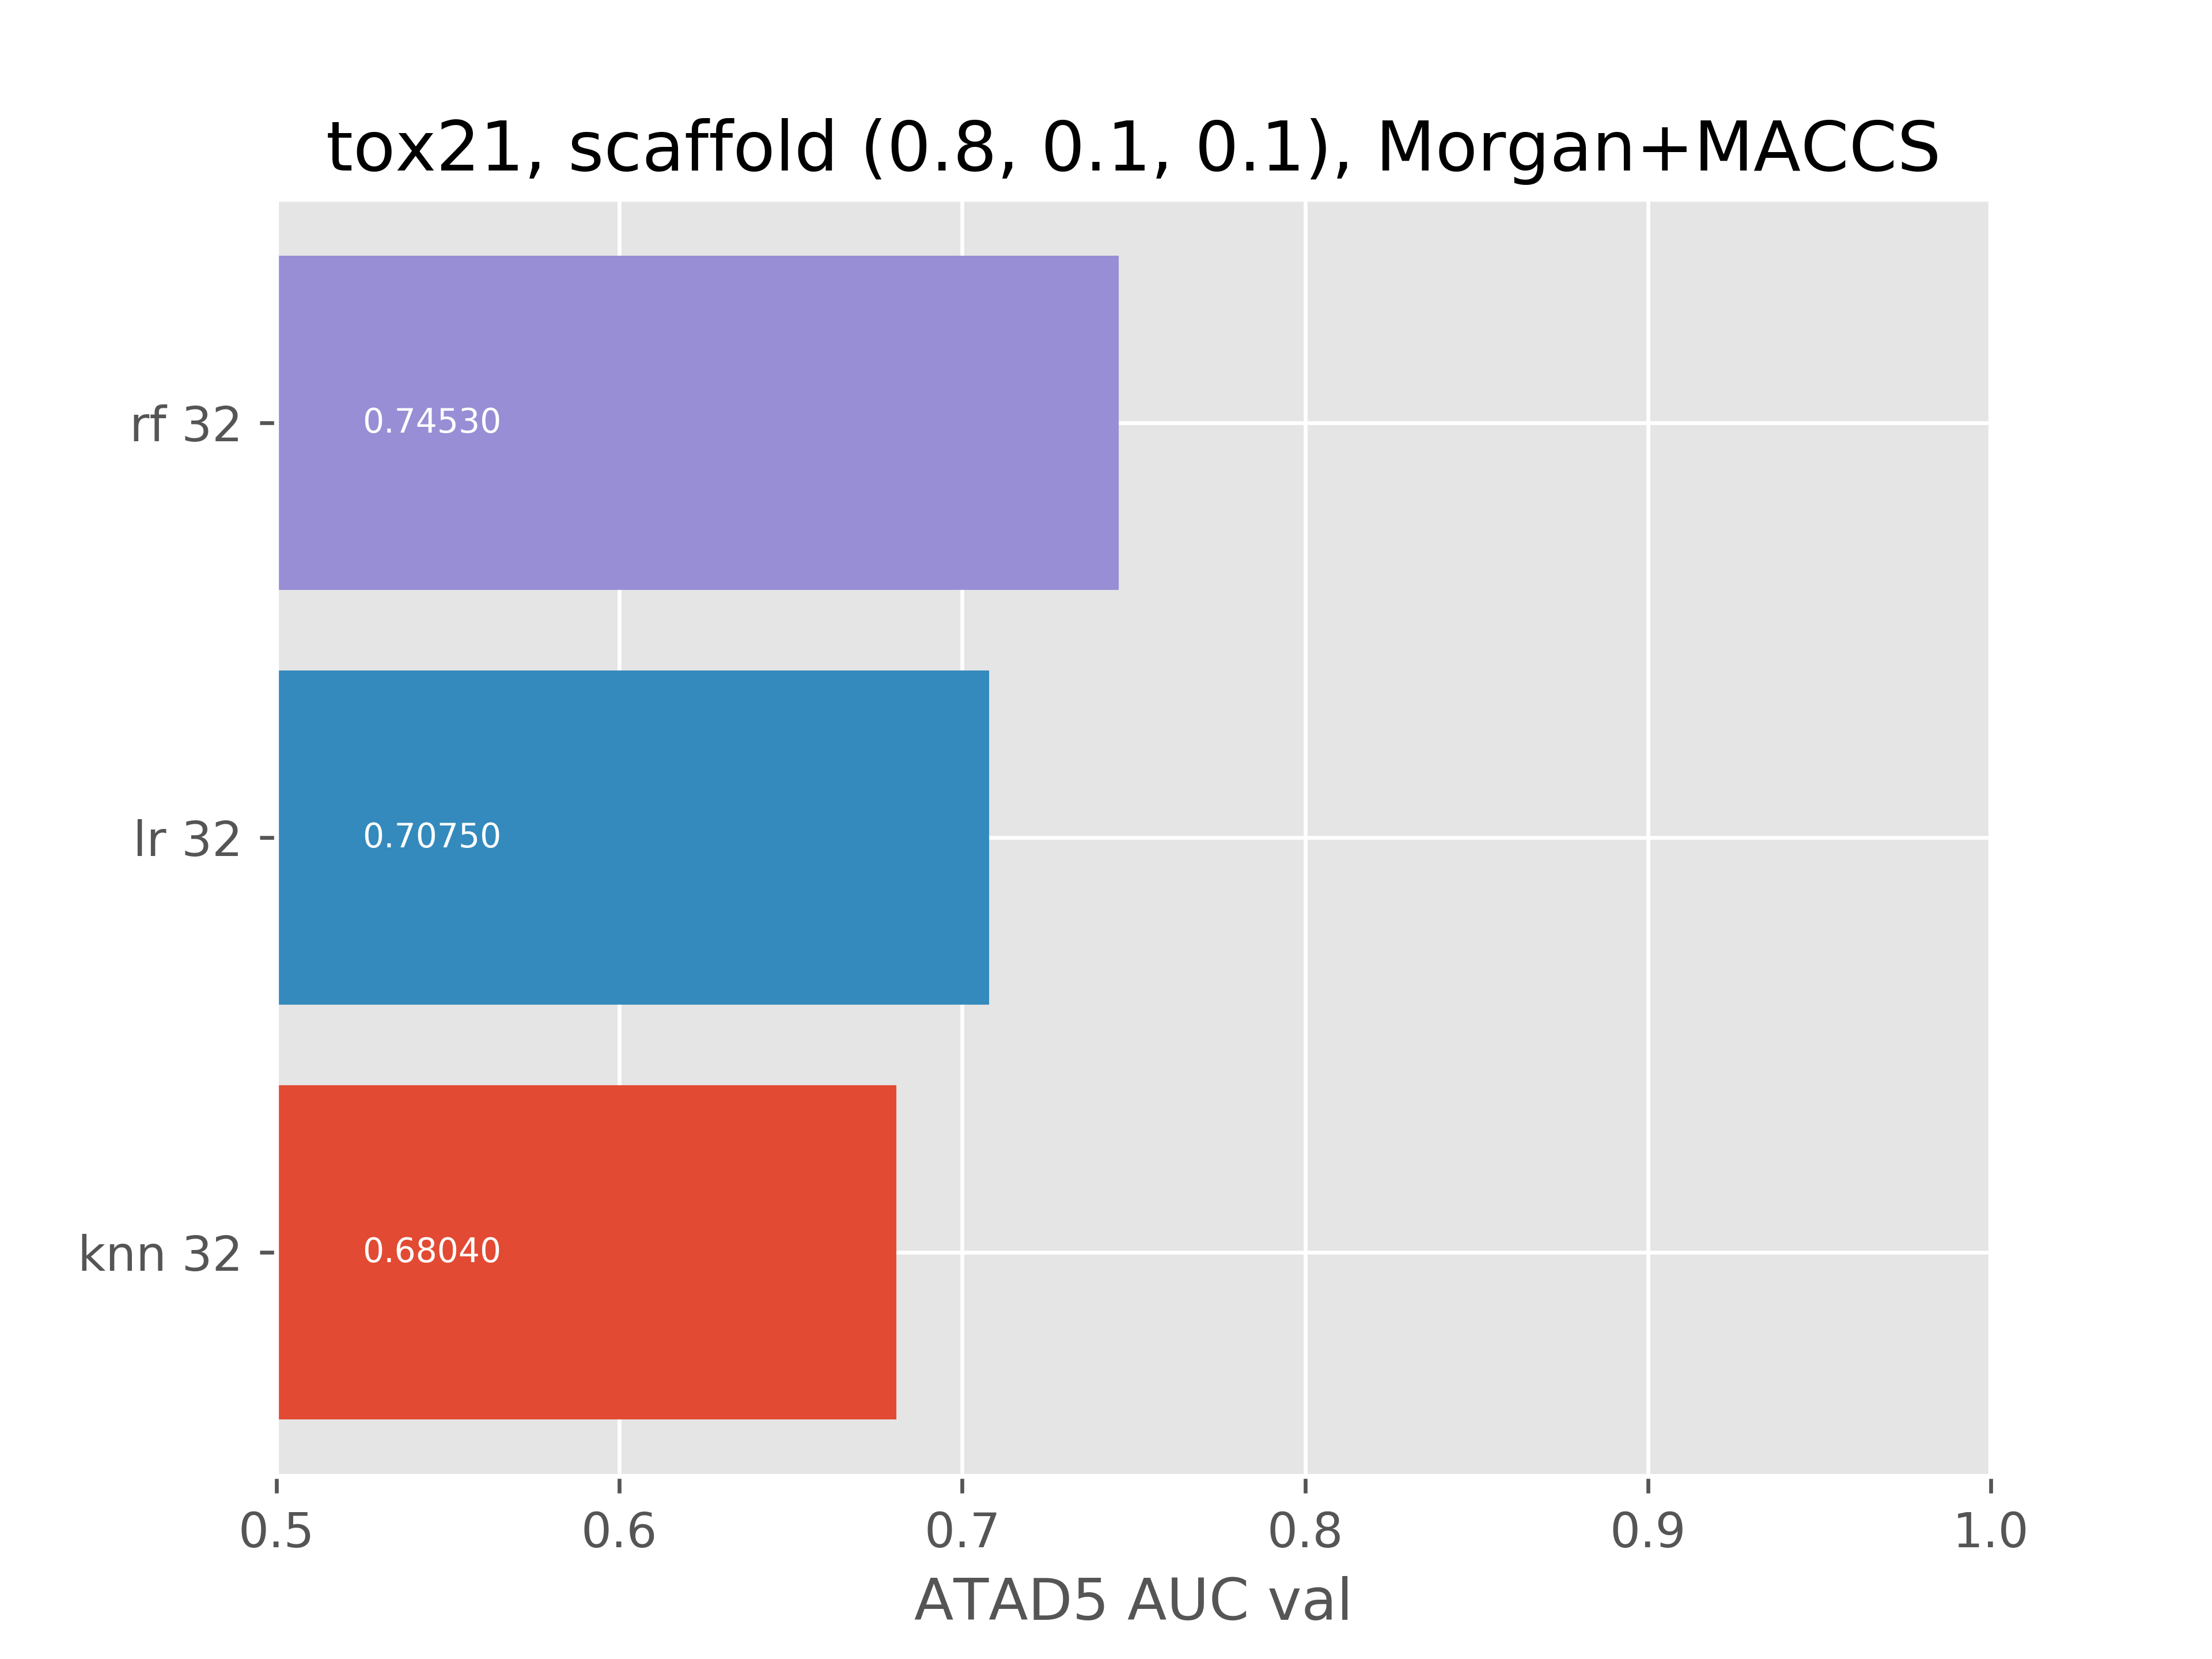 tox21, scaffold (0.8, 0.1, 0.1), Morgan+MACCS
rf 32
0.74530
lr 32
0.70750
knn 32
0.68040
0.5 0.6 0.7 0.8 0.9 1.0
ATAD5 AUC val